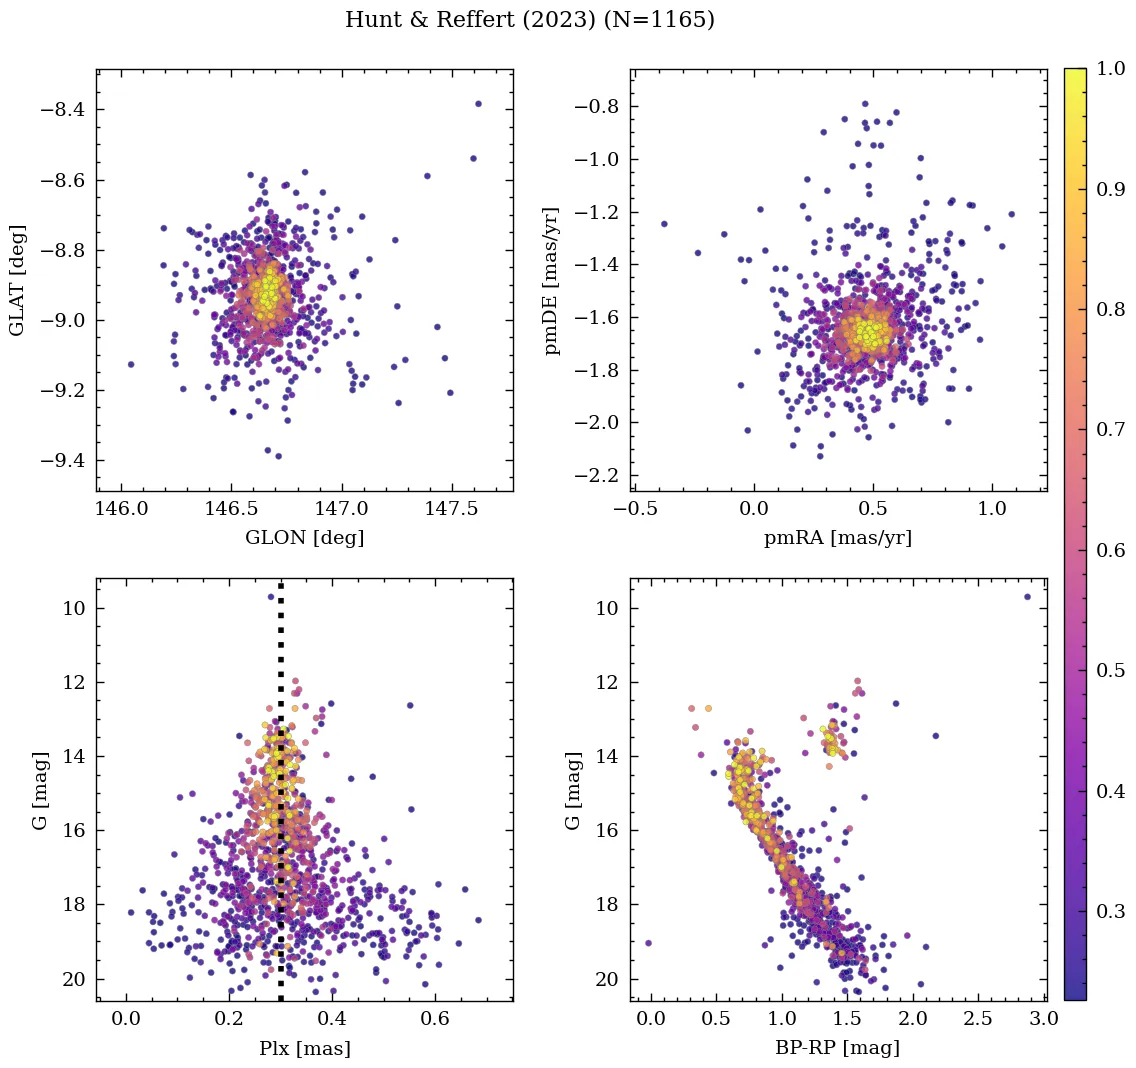 Hunt & Reffert (2023) (N=1165)
−8.4
−8.6
−8.8
−9.0
−9.2
−9.4
GLAT [deg]
146.0 146.5 147.0 147.5
GLON [deg]
−0.8
−1.0
−1.2
−1.4
−1.6
−1.8
−2.0
−2.2
pmDE [mas/yr]
−0.5 0.0 0.5 1.0
pmRA [mas/yr]
10
12
14
16
18
20
G [mag]
0.0 0.2 0.4 0.6
Plx [mas]
10
12
14
16
18
20
G [mag]
0.0 0.5 1.0 1.5 2.0 2.5 3.0
BP-RP [mag]
1.0
0.9
0.8
0.7
0.6
0.5
0.4
0.3